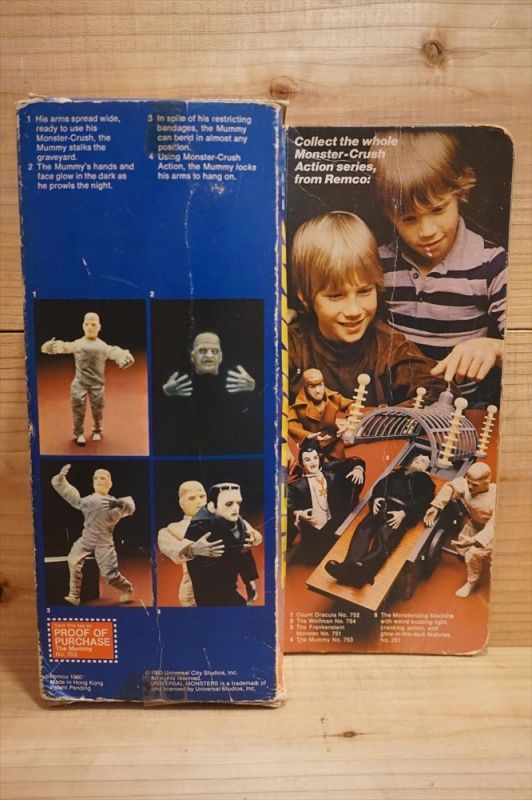 1 His arms spread wide,
ready to use his
Monster-Crush, the
Mummy stalks the
graveyard.
2 The Mummy's hands and
face glow in the dark as
he prowls the night.
3 In spite of his restricting
bandages, the Mummy
can bend in almost any
position.
4 Using Monster-Crush
Action, the Mummy locks
his arms to hang on.
1
2
3
4
PROOF OF
PURCHASE
The Mummy
No. 753
Remco 1980
Made in Hong Kong
Patent Pending
© 1980 Universal City Studios, Inc.
All rights reserved.
UNIVERSAL MONSTERS is a trademark of
and licensed by Universal Studios, Inc.
Collect the whole
Monster-Crush
Action series,
from Remco:
2
3
1 Count Dracula No. 752
2 The Wolfman No. 754
3 The Frankenstein
Monster No. 751
4 The Mummy No. 753
5 The Monsterizing Machine
with weird buzzing light,
cranking action, and
glow-in-the-dark features.
No. 251